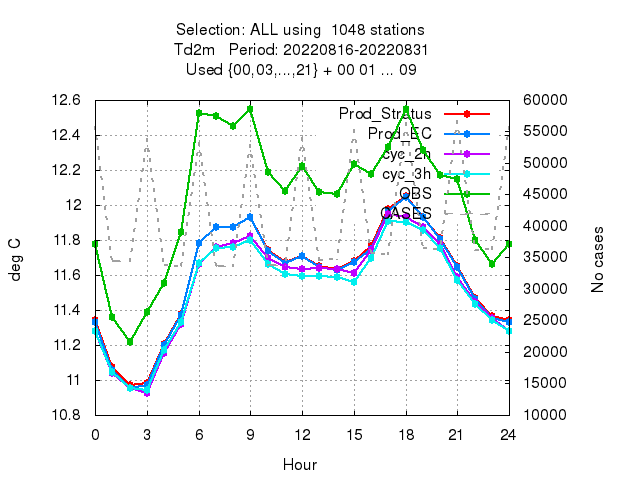 Selection: ALL using  1048 stations
Td2m   Period: 20220816-20220831
Used {00,03,...,21} + 00 01 ... 09
Prod_Stratus
Prod_EC
cyc_2h
cyc_3h
OBS
CASES
12.6
12.4
12.2
12
11.8
11.6
11.4
11.2
11
10.8
deg C
60000
55000
50000
45000
40000
35000
30000
25000
20000
15000
10000
No cases
0 3 6 9 12 15 18 21 24
Hour